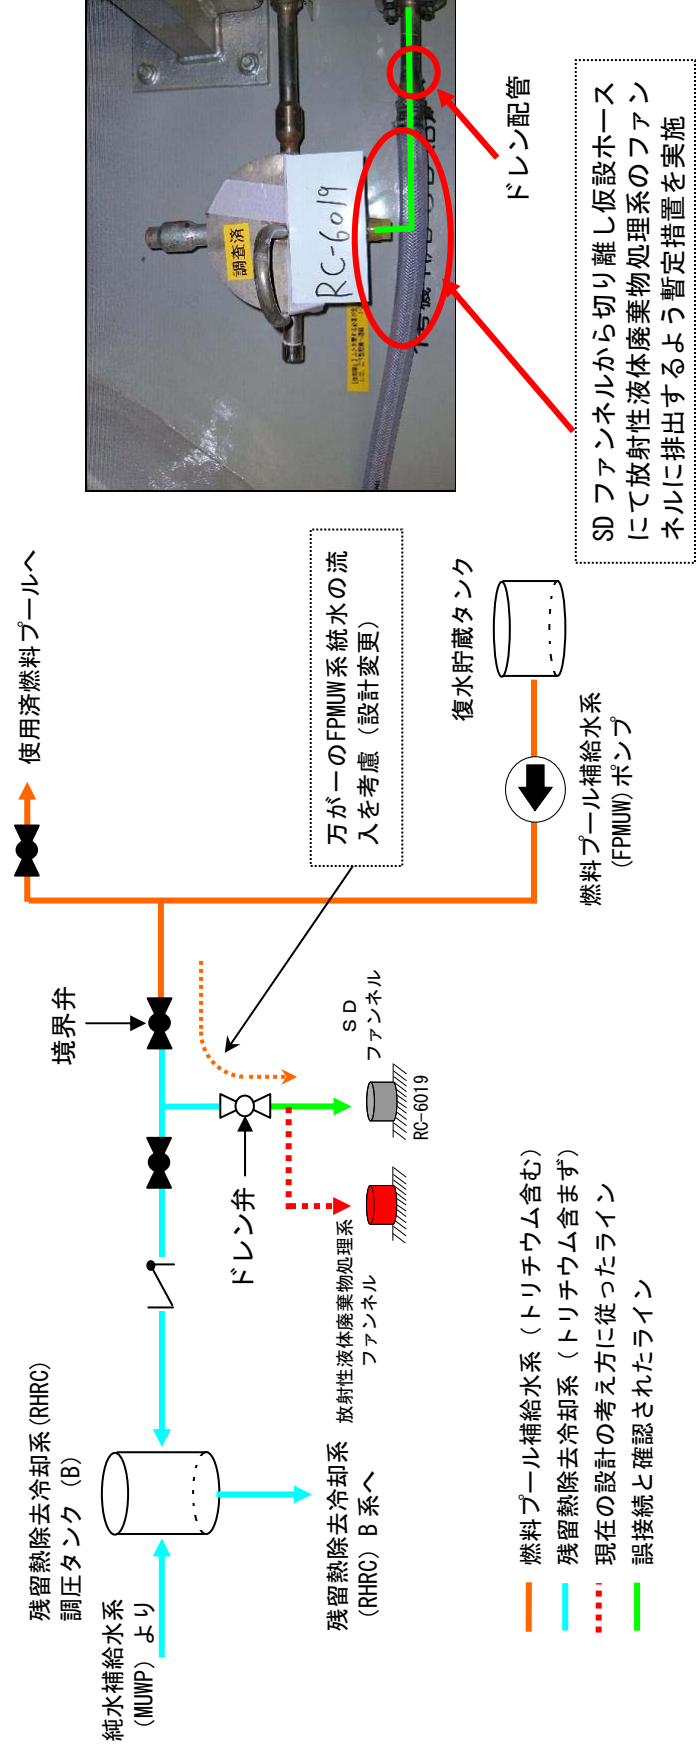 残留熱除去冷却系(RHRC)
調圧タンク（B）
純水補給水系
（MUWP）より
残留熱除去冷却系
(RHRC) B 系へ
境界弁
ドレン弁
放射性液体廃棄物処理系
ファンネル
ＳＤ
ファンネル
RC-6019
使用済燃料プールへ
万が一のFPMUW系統水の流
入を考慮（設計変更）
復水貯蔵タンク
燃料プール補給水系
(FPMUW)ポンプ
燃料プール補給水系（トリチウム含む）
残留熱除去冷却系（トリチウム含まず）
現在の設計の考え方に従ったライン
誤接続と確認されたライン
調査済
RC-6019
ドレン配管
SD ファンネルから切り離し仮設ホース
にて放射性液体廃棄物処理系のファン
ネルに排出するよう暫定措置を実施